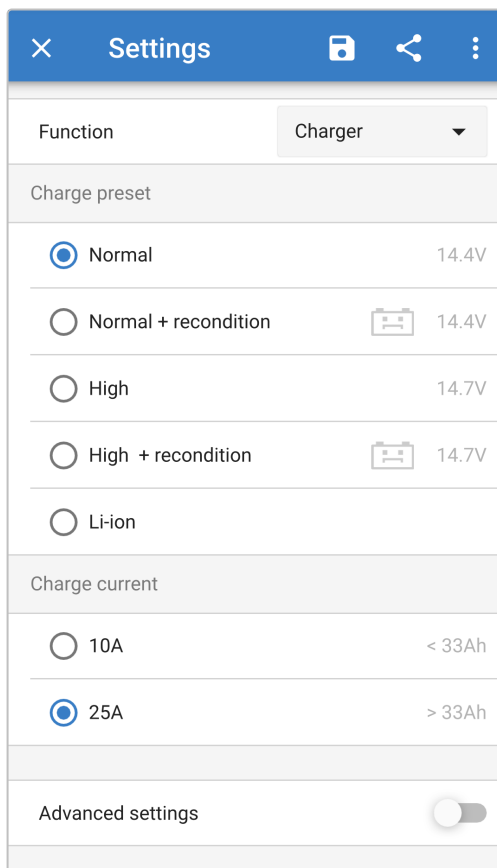 Settings
Function Charger
Charge preset
Normal 14.4V
Normal + recondition 14.4V
High 14.7V
High + recondition 14.7V
Li-ion
Charge current
10A < 33Ah
25A > 33Ah
Advanced settings